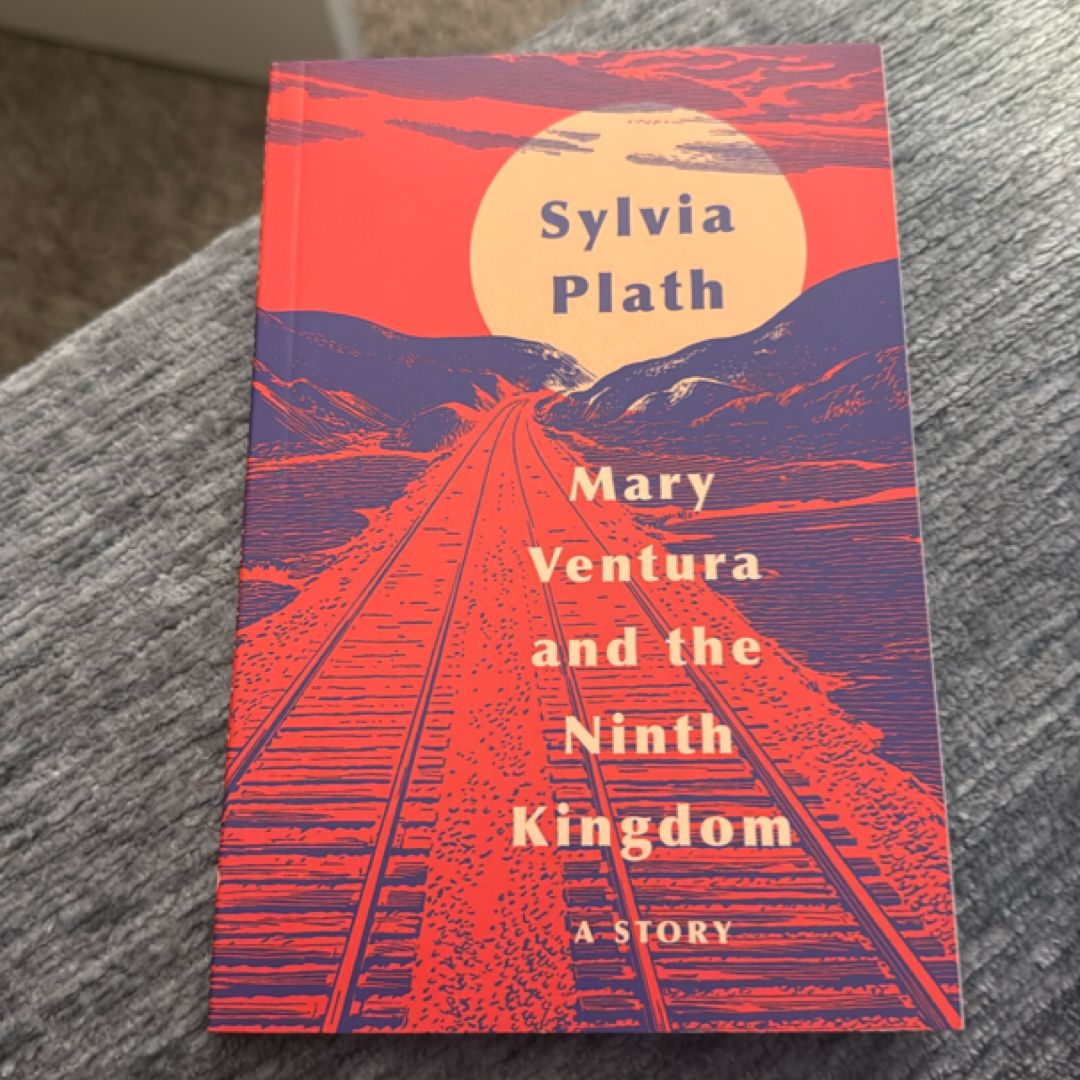 Sylvia
Plath
Mary
Ventura
and the
Ninth
Kingdom
A STORY